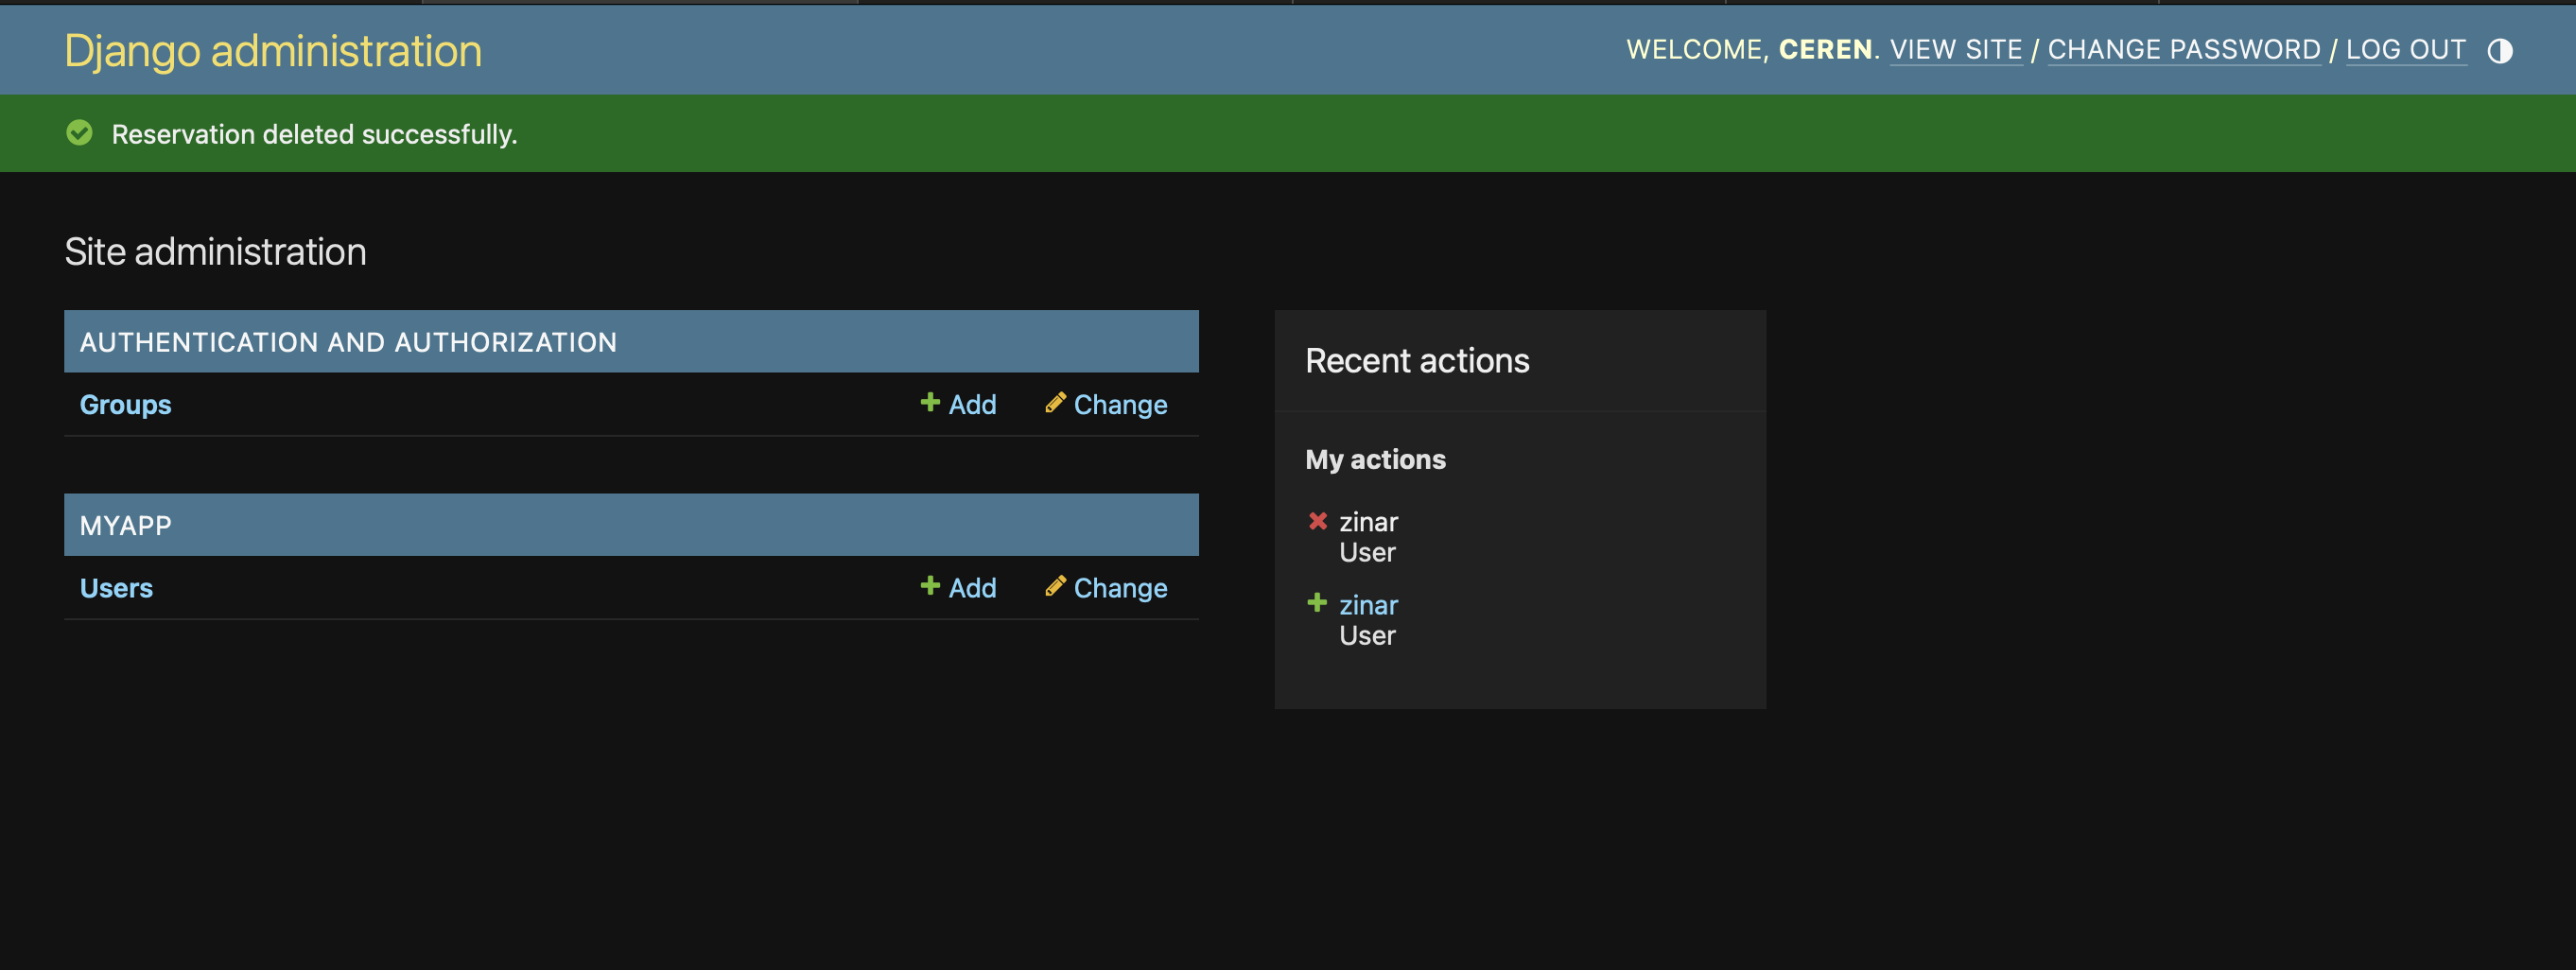 Django administration
WELCOME, CEREN. VIEW SITE / CHANGE PASSWORD / LOG OUT
Reservation deleted successfully.
Site administration
AUTHENTICATION AND AUTHORIZATION
Groups Add Change
MYAPP
Users Add Change
Recent actions
My actions
zinar
User
zinar
User